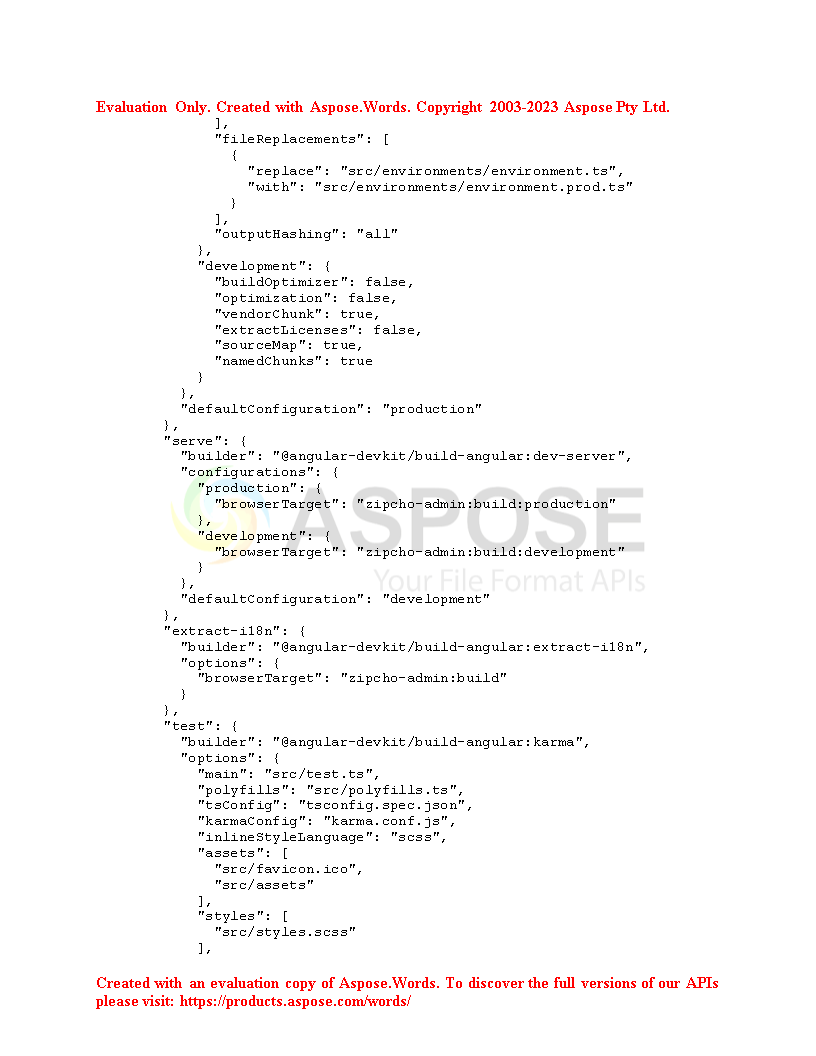 Evaluation Only. Created with Aspose.Words. Copyright 2003-2023 Aspose Pty Ltd.
              ],
              "fileReplacements": [
                {
                  "replace": "src/environments/environment.ts",
                  "with": "src/environments/environment.prod.ts"
                }
              ],
              "outputHashing": "all"
            },
            "development": {
              "buildOptimizer": false,
              "optimization": false,
              "vendorChunk": true,
              "extractLicenses": false,
              "sourceMap": true,
              "namedChunks": true
            }
          },
          "defaultConfiguration": "production"
        },
        "serve": {
          "builder": "@angular-devkit/build-angular:dev-server",
          "configurations": {
            "production": {
              "browserTarget": "zipcho-admin:build:production"
            },
            "development": {
              "browserTarget": "zipcho-admin:build:development"
            }
          },
          "defaultConfiguration": "development"
        },
        "extract-i18n": {
          "builder": "@angular-devkit/build-angular:extract-i18n",
          "options": {
            "browserTarget": "zipcho-admin:build"
          }
        },
        "test": {
          "builder": "@angular-devkit/build-angular:karma",
          "options": {
            "main": "src/test.ts",
            "polyfills": "src/polyfills.ts",
            "tsConfig": "tsconfig.spec.json",
            "karmaConfig": "karma.conf.js",
            "inlineStyleLanguage": "scss",
            "assets": [
              "src/favicon.ico",
              "src/assets"
            ],
            "styles": [
              "src/styles.scss"
            ],
ASPOSE
Your File Format APIs
Created with an evaluation copy of Aspose.Words. To discover the full versions of our APIs
please visit: https://products.aspose.com/words/